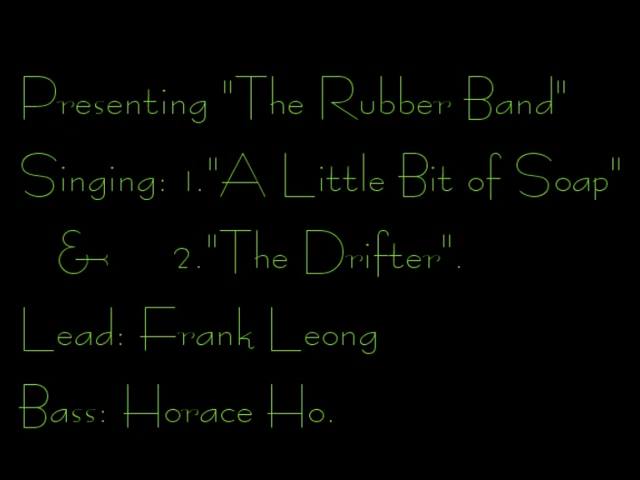 Presenting "The Rubber Band"
Singing: 1."A Little Bit of Soap"
& 2."The Drifter".
Lead: Frank Leong
Bass: Horace Ho.